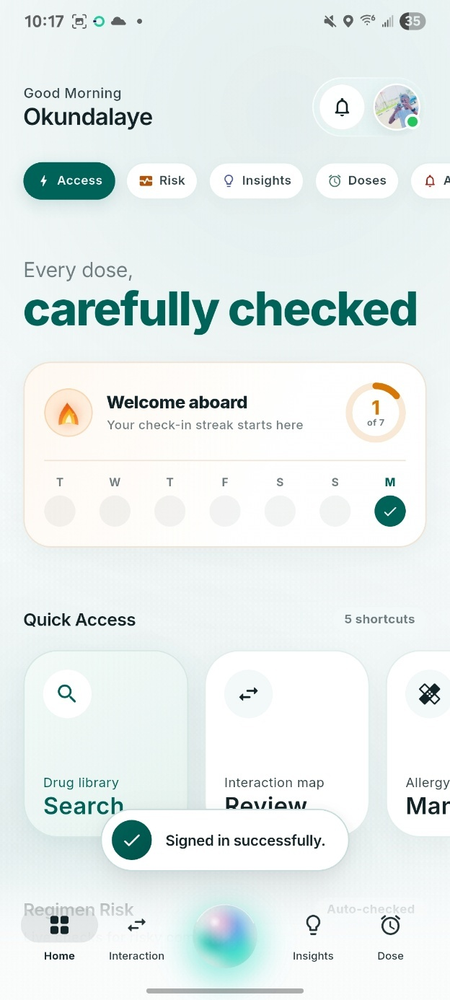 10:17
35
Good Morning
Okundalaye
Access
Risk
Insights
Doses
A
Every dose,
carefully checked
Welcome aboard
Your check-in streak starts here
1
of 7
T W T F S S M
Quick Access
5 shortcuts
Drug library
Search
Interaction map
Review
Allergy
Man
Signed in successfully.
Regimen Risk
Auto-checked
Home
Interaction
Insights
Dose